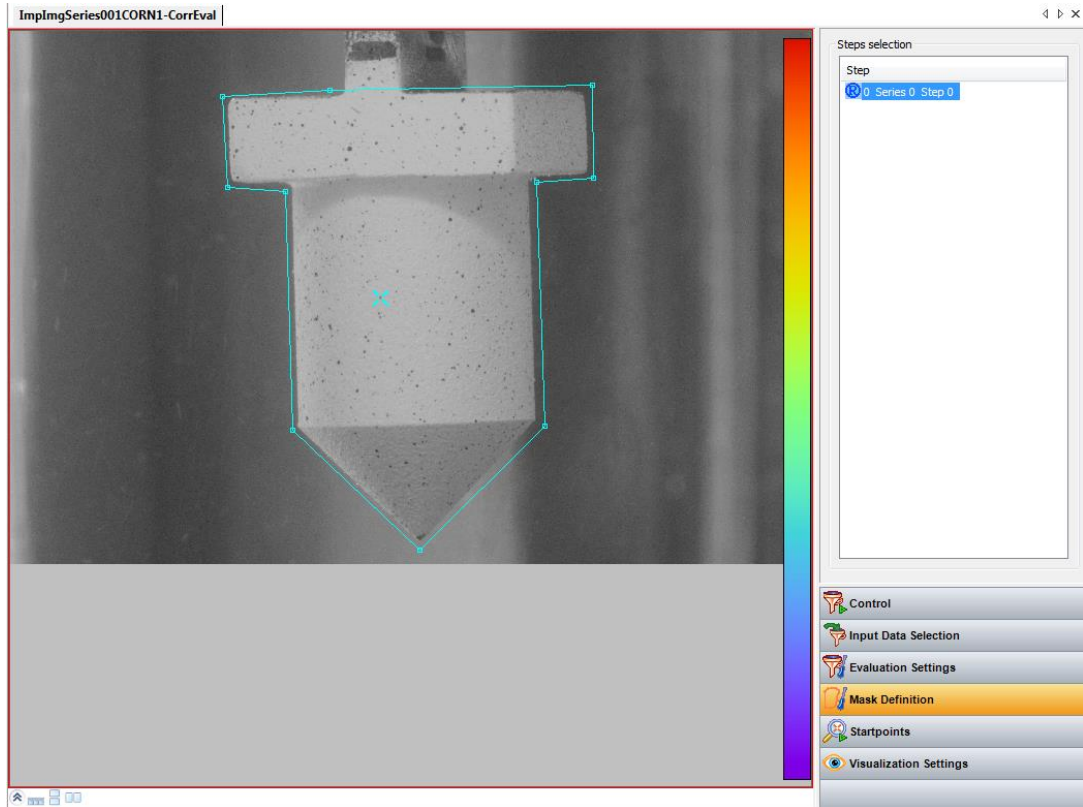 ImpImgSeries001CORN1-CorrEval
Steps selection
Step
R 0 Series 0 Step 0
Control
Input Data Selection
Evaluation Settings
Mask Definition
Startpoints
Visualization Settings